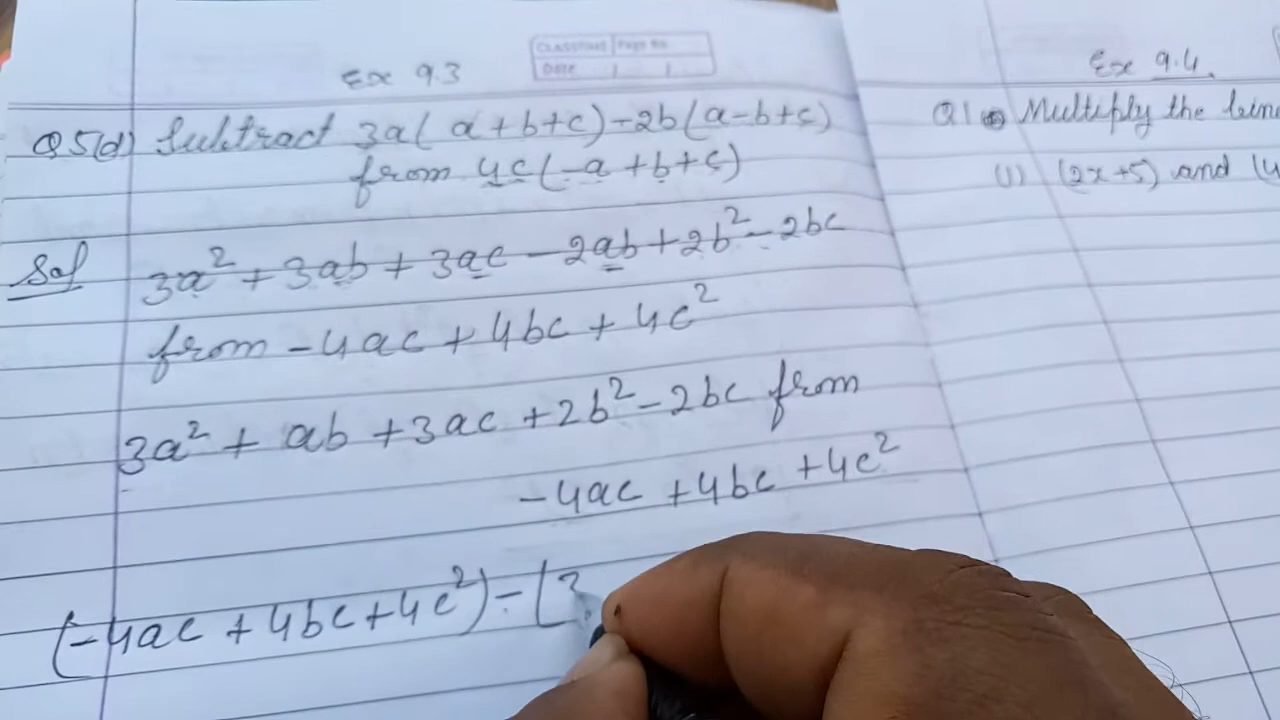 CLASSMATE Page No.
DATE
Ex 9.3
Q5(d) Subtract 3a(a+b+c)-2b(a-b+c)
from 4c(-a+b+c)
Sol 3a²+3ab+3ac-2ab+2b²-2bc
from -4ac+4bc+4c²
3a²+ab+3ac+2b²-2bc from
-4ac+4bc+4c²
(-4ac+4bc+4c²)-(3
Ex 9.4.
Q1 Multiply the
(i) (2x+5) and (4